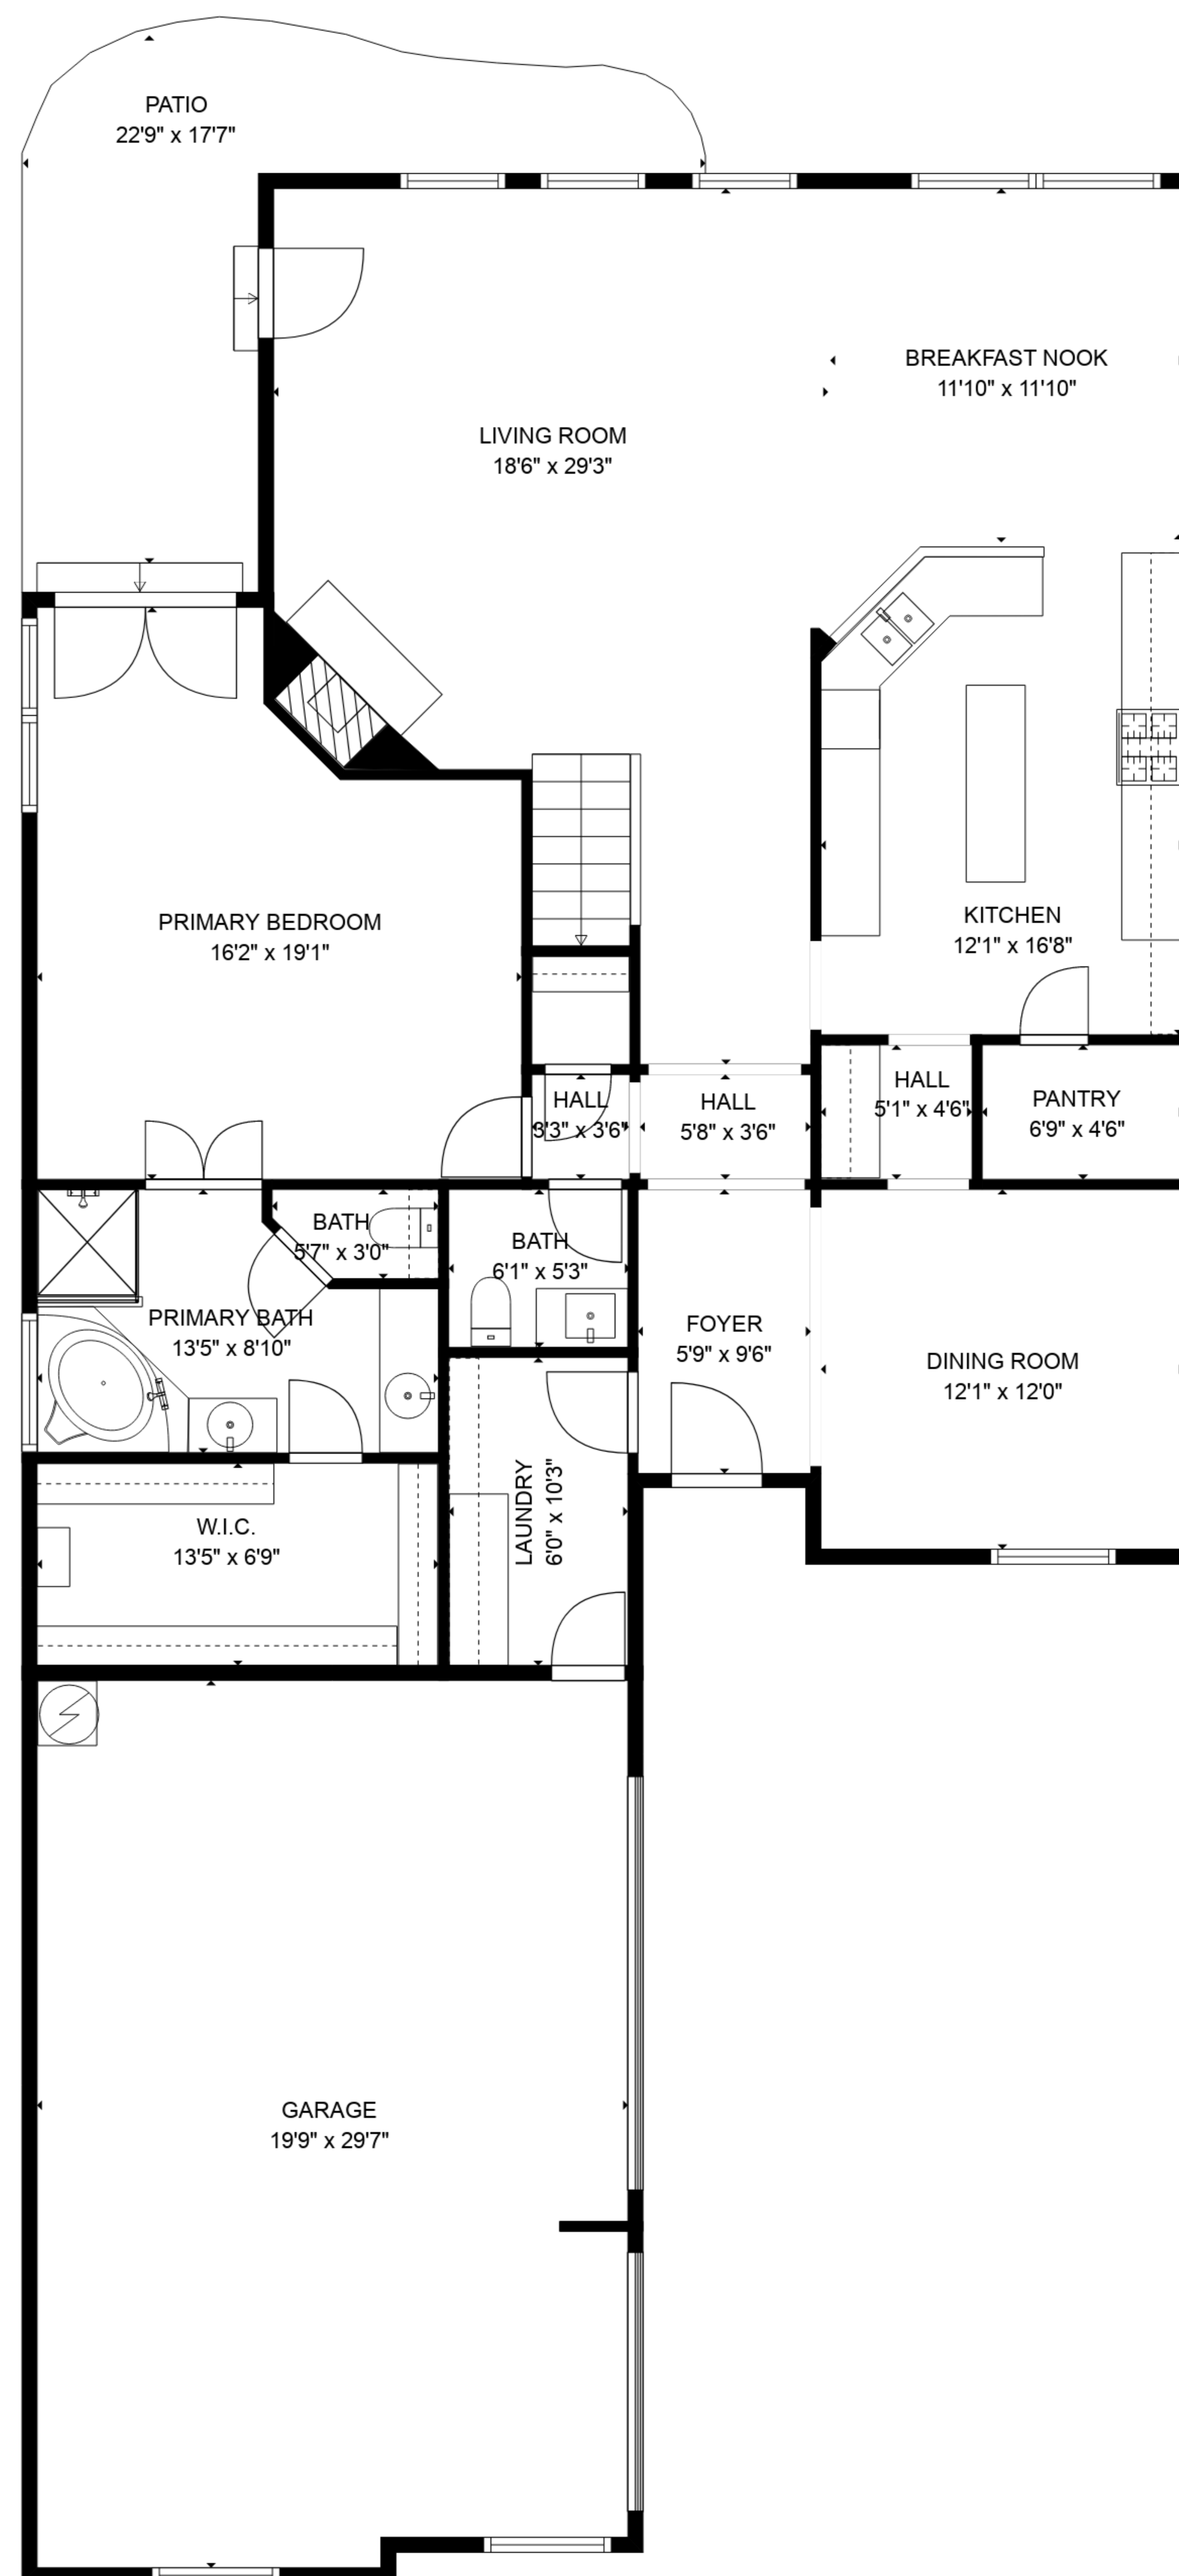 PATIO
22'9" x 17'7"
BREAKFAST NOOK
11'10" x 11'10"
LIVING ROOM
18'6" x 29'3"
PRIMARY BEDROOM
16'2" x 19'1"
KITCHEN
12'1" x 16'8"
HALL
3'3" x 3'6"
HALL
5'8" x 3'6"
HALL
5'1" x 4'6"
PANTRY
6'9" x 4'6"
BATH
5'7" x 3'0"
BATH
6'1" x 5'3"
PRIMARY BATH
13'5" x 8'10"
FOYER
5'9" x 9'6"
DINING ROOM
12'1" x 12'0"
W.I.C.
13'5" x 6'9"
LAUNDRY
6'0" x 10'3"
GARAGE
19'9" x 29'7"